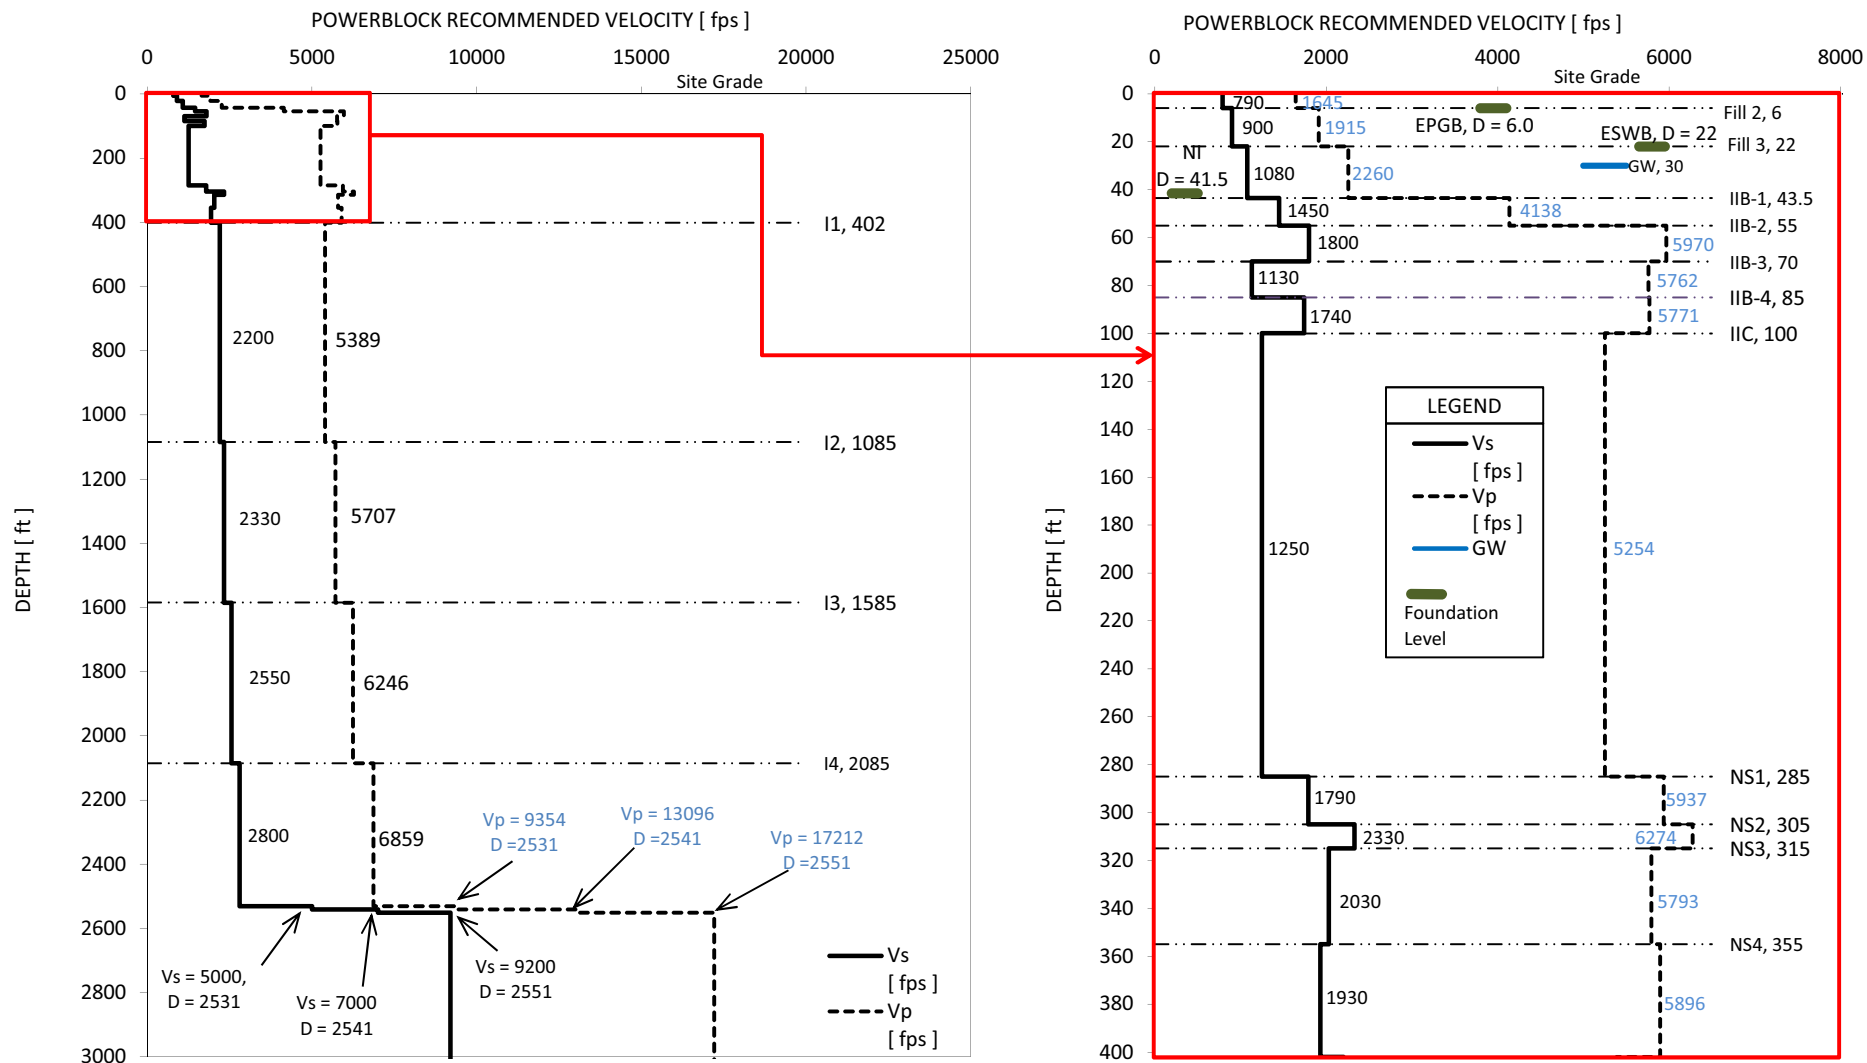 POWERBLOCK RECOMMENDED VELOCITY [ fps ]
0 5000 10000 15000 20000 25000
Site Grade
0
200
400
600
800
1000
1200
1400
1600
1800
2000
2200
2400
2600
2800
3000
DEPTH [ ft ]
I1, 402
2200 5389
I2, 1085
2330 5707
I3, 1585
2550 6246
I4, 2085
2800 6859
Vp = 9354
D =2531
Vp = 13096
D =2541
Vp = 17212
D =2551
Vs = 5000,
D = 2531
Vs = 7000
D = 2541
Vs = 9200
D = 2551
Vs
[ fps ]
Vp
[ fps ]
POWERBLOCK RECOMMENDED VELOCITY [ fps ]
0 2000 4000 6000 8000
Site Grade
0
20
40
60
80
100
120
140
160
180
200
220
240
260
280
300
320
340
360
380
400
DEPTH [ ft ]
790 1645
Fill 2, 6
EPGB, D = 6.0
900 1915
ESWB, D = 22
Fill 3, 22
NI
D = 41.5
GW, 30
1080 2260
IIB-1, 43.5
1450 4138
IIB-2, 55
1800 5970
IIB-3, 70
1130 5762
IIB-4, 85
1740 5771
IIC, 100
LEGEND
Vs
[ fps ]
Vp
[ fps ]
GW
Foundation
Level
1250 5254
NS1, 285
1790 5937
NS2, 305
2330 6274
NS3, 315
2030 5793
NS4, 355
1930 5896